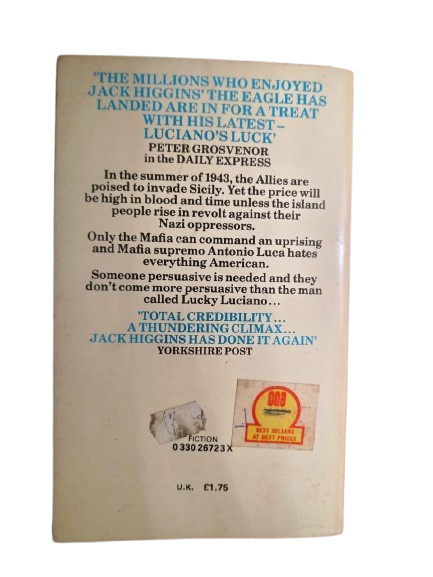 'THE MILLIONS WHO ENJOYED
JACK HIGGINS' THE EAGLE HAS
LANDED ARE IN FOR A TREAT
WITH HIS LATEST –
LUCIANO'S LUCK'
PETER GROSVENOR
in the DAILY EXPRESS
In the summer of 1943, the Allies are
poised to invade Sicily. Yet the price will
be high in blood and time unless the island
people rise in revolt against their
Nazi oppressors.
Only the Mafia can command an uprising
and Mafia supremo Antonio Luca hates
everything American.
Someone persuasive is needed and they
don't come more persuasive than the man
called Lucky Luciano...
'TOTAL CREDIBILITY...
A THUNDERING CLIMAX...
JACK HIGGINS HAS DONE IT AGAIN'
YORKSHIRE POST
FICTION
0 330 26723 X
BEST SELLERS
AT BEST PRICES
U.K. £1.75